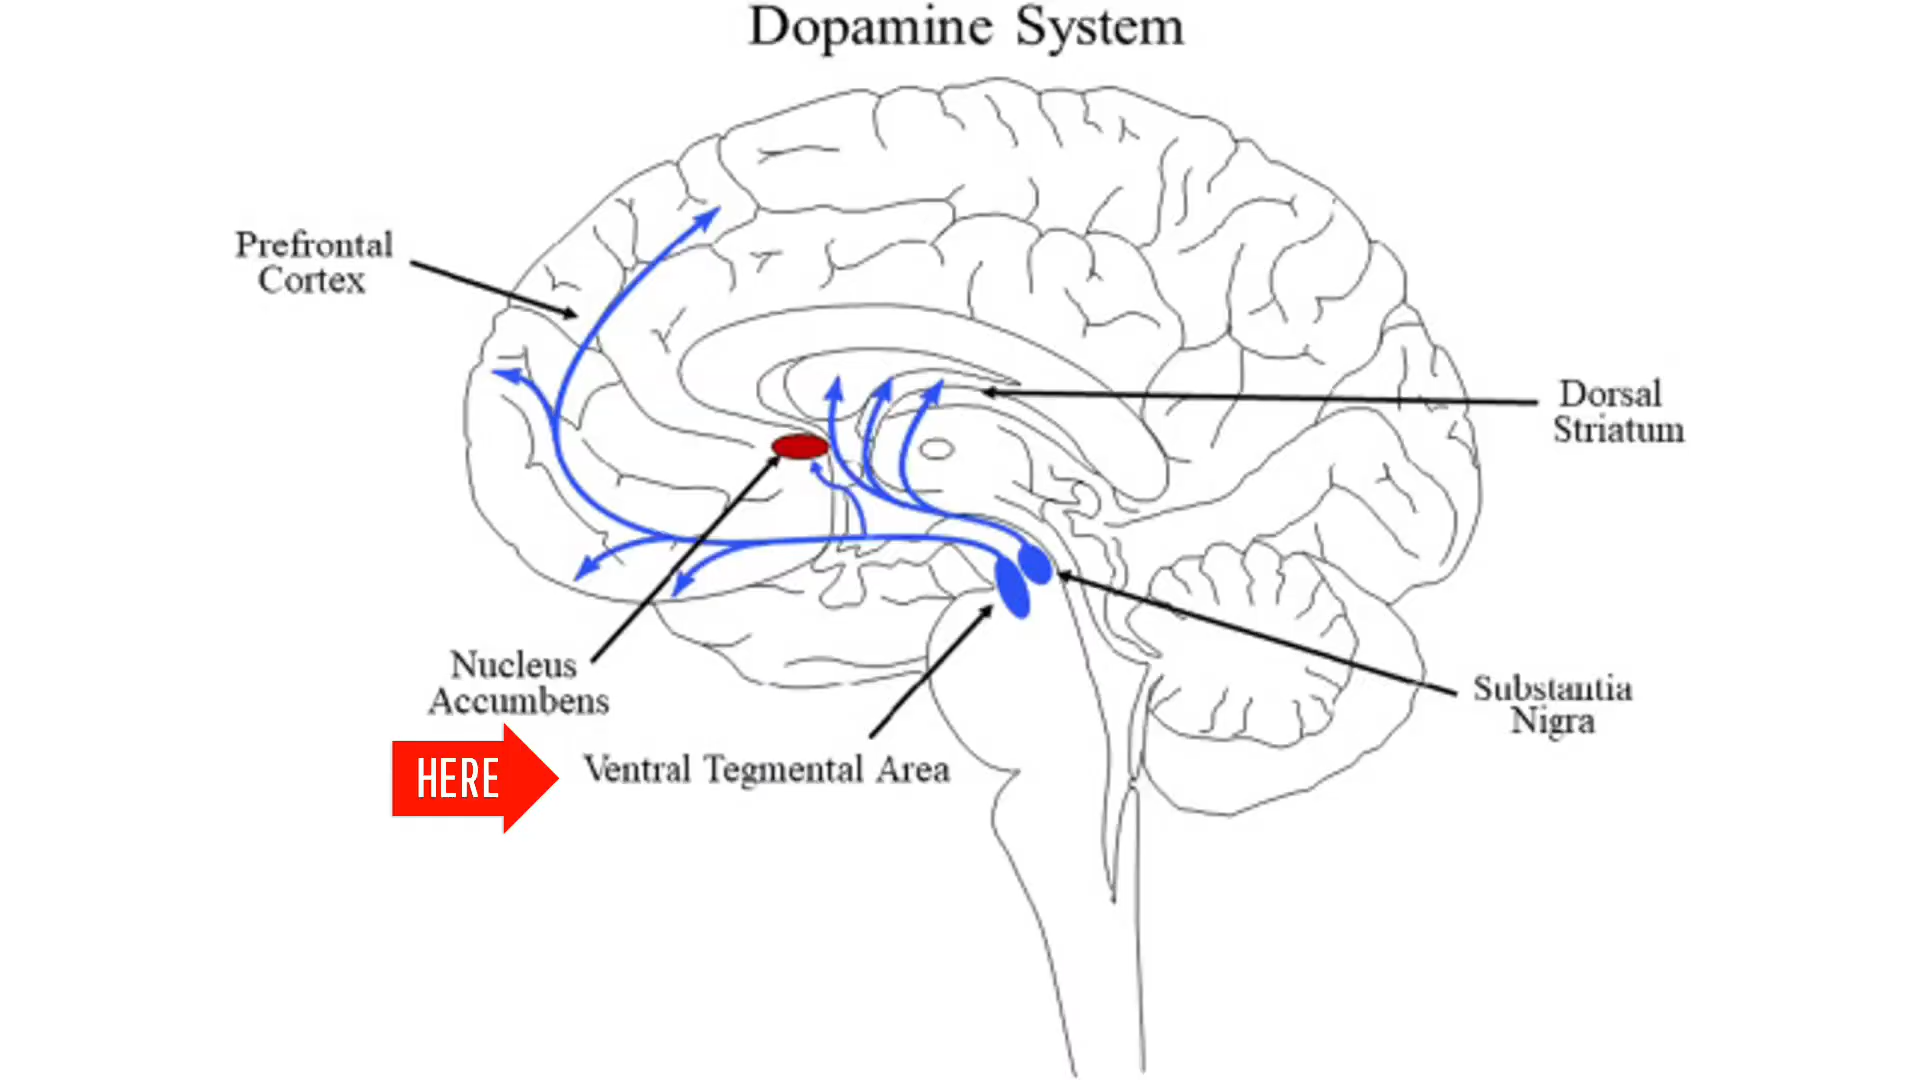 Dopamine System
Prefrontal
Cortex
Dorsal
Striatum
Nucleus
Accumbens
Substantia
Nigra
HERE
Ventral Tegmental Area